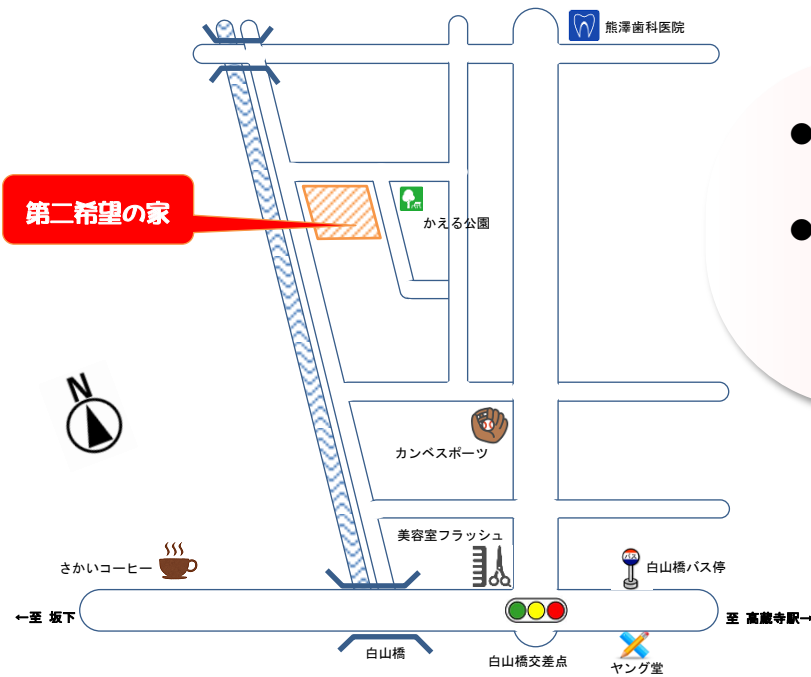 熊澤歯科医院
第二希望の家
かえる公園
N
カンベスポーツ
美容室フラッシュ
さかいコーヒー
バス
白山橋バス停
←至 坂下
至 高蔵寺駅→
白山橋
白山橋交差点
ヤング堂